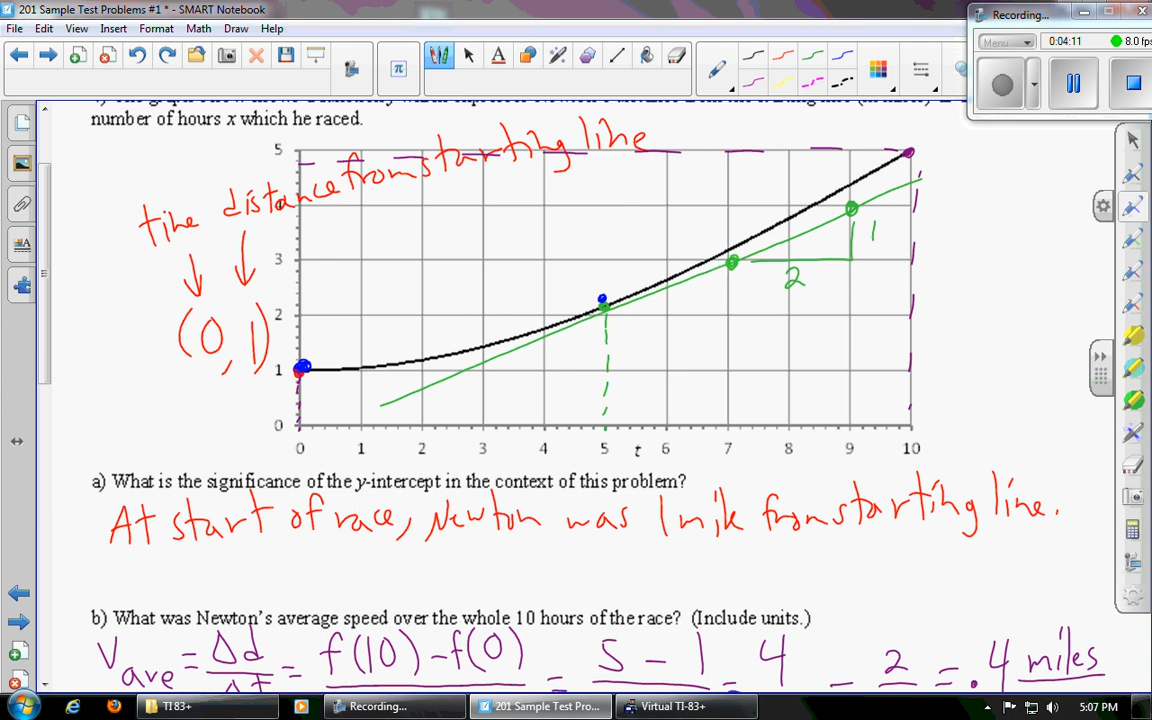 201 Sample Test Problems #1 * - SMART Notebook
Recording...
File Edit View Insert Format Math Draw Help
Menu
0:04:11
8.0 fps
π
A
number of hours x which he raced.
5
3
2
1
0
time distance from starting line
(0, 1)
1
2
0 1 2 3 4 5 t 6 7 8 9 10
a) What is the significance of the y-intercept in the context of this problem?
At start of race, Newton was 1 mile from starting line.
b) What was Newton's average speed over the whole 10 hours of the race? (Include units.)
Vave = Δd = f(10) - f(0) = 5 - 1 = 4 = 2 = .4 miles
TI 83+
Recording...
201 Sample Test Pro...
Virtual TI-83+
5:07 PM